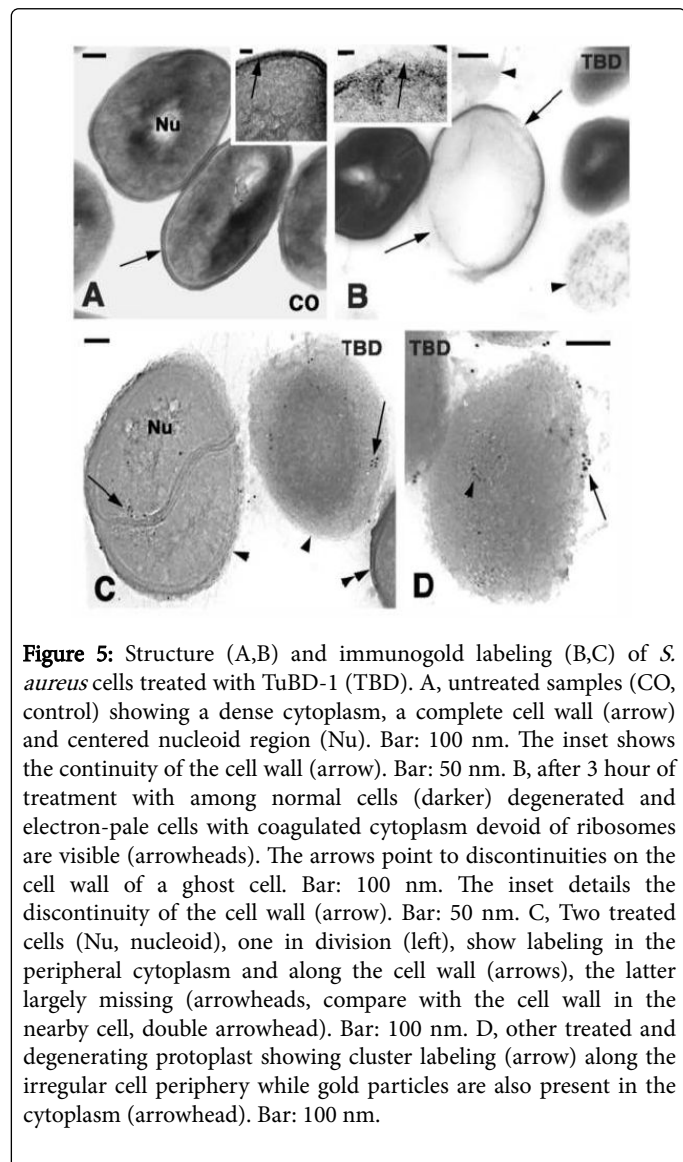 Nu
A
CO
TBD
B
TBD
Nu
C
TBD
D
Figure 5: Structure (A,B) and immunogold labeling (B,C) of S.
aureus cells treated with TuBD-1 (TBD). A, untreated samples (CO,
control) showing a dense cytoplasm, a complete cell wall (arrow)
and centered nucleoid region (Nu). Bar: 100 nm. The inset shows
the continuity of the cell wall (arrow). Bar: 50 nm. B, after 3 hour of
treatment with among normal cells (darker) degenerated and
electron-pale cells with coagulated cytoplasm devoid of ribosomes
are visible (arrowheads). The arrows point to discontinuities on the
cell wall of a ghost cell. Bar: 100 nm. The inset details the
discontinuity of the cell wall (arrow). Bar: 50 nm. C, Two treated
cells (Nu, nucleoid), one in division (left), show labeling in the
peripheral cytoplasm and along the cell wall (arrows), the latter
largely missing (arrowheads, compare with the cell wall in the
nearby cell, double arrowhead). Bar: 100 nm. D, other treated and
degenerating protoplast showing cluster labeling (arrow) along the
irregular cell periphery while gold particles are also present in the
cytoplasm (arrowhead). Bar: 100 nm.